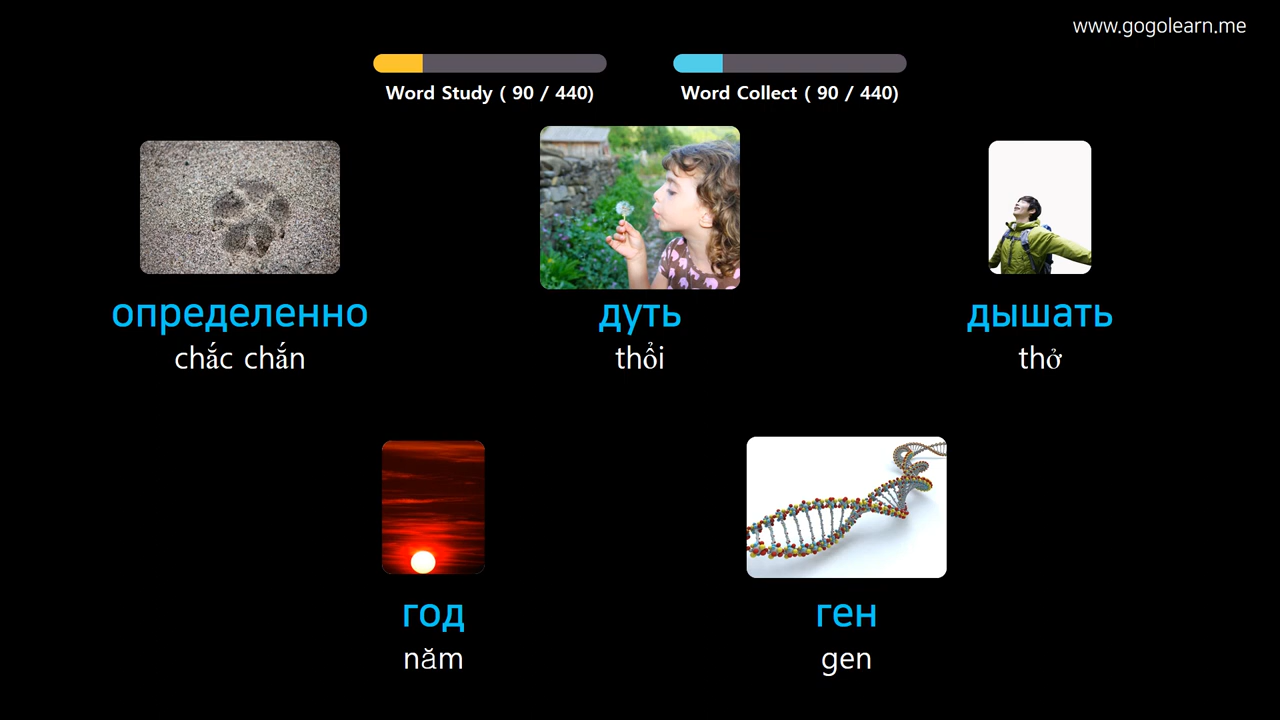 www.gogolearn.me
Word Study ( 90 / 440)
Word Collect ( 90 / 440)
определенно
chắc chắn
дуть
thổi
дышать
thở
год
năm
ген
gen